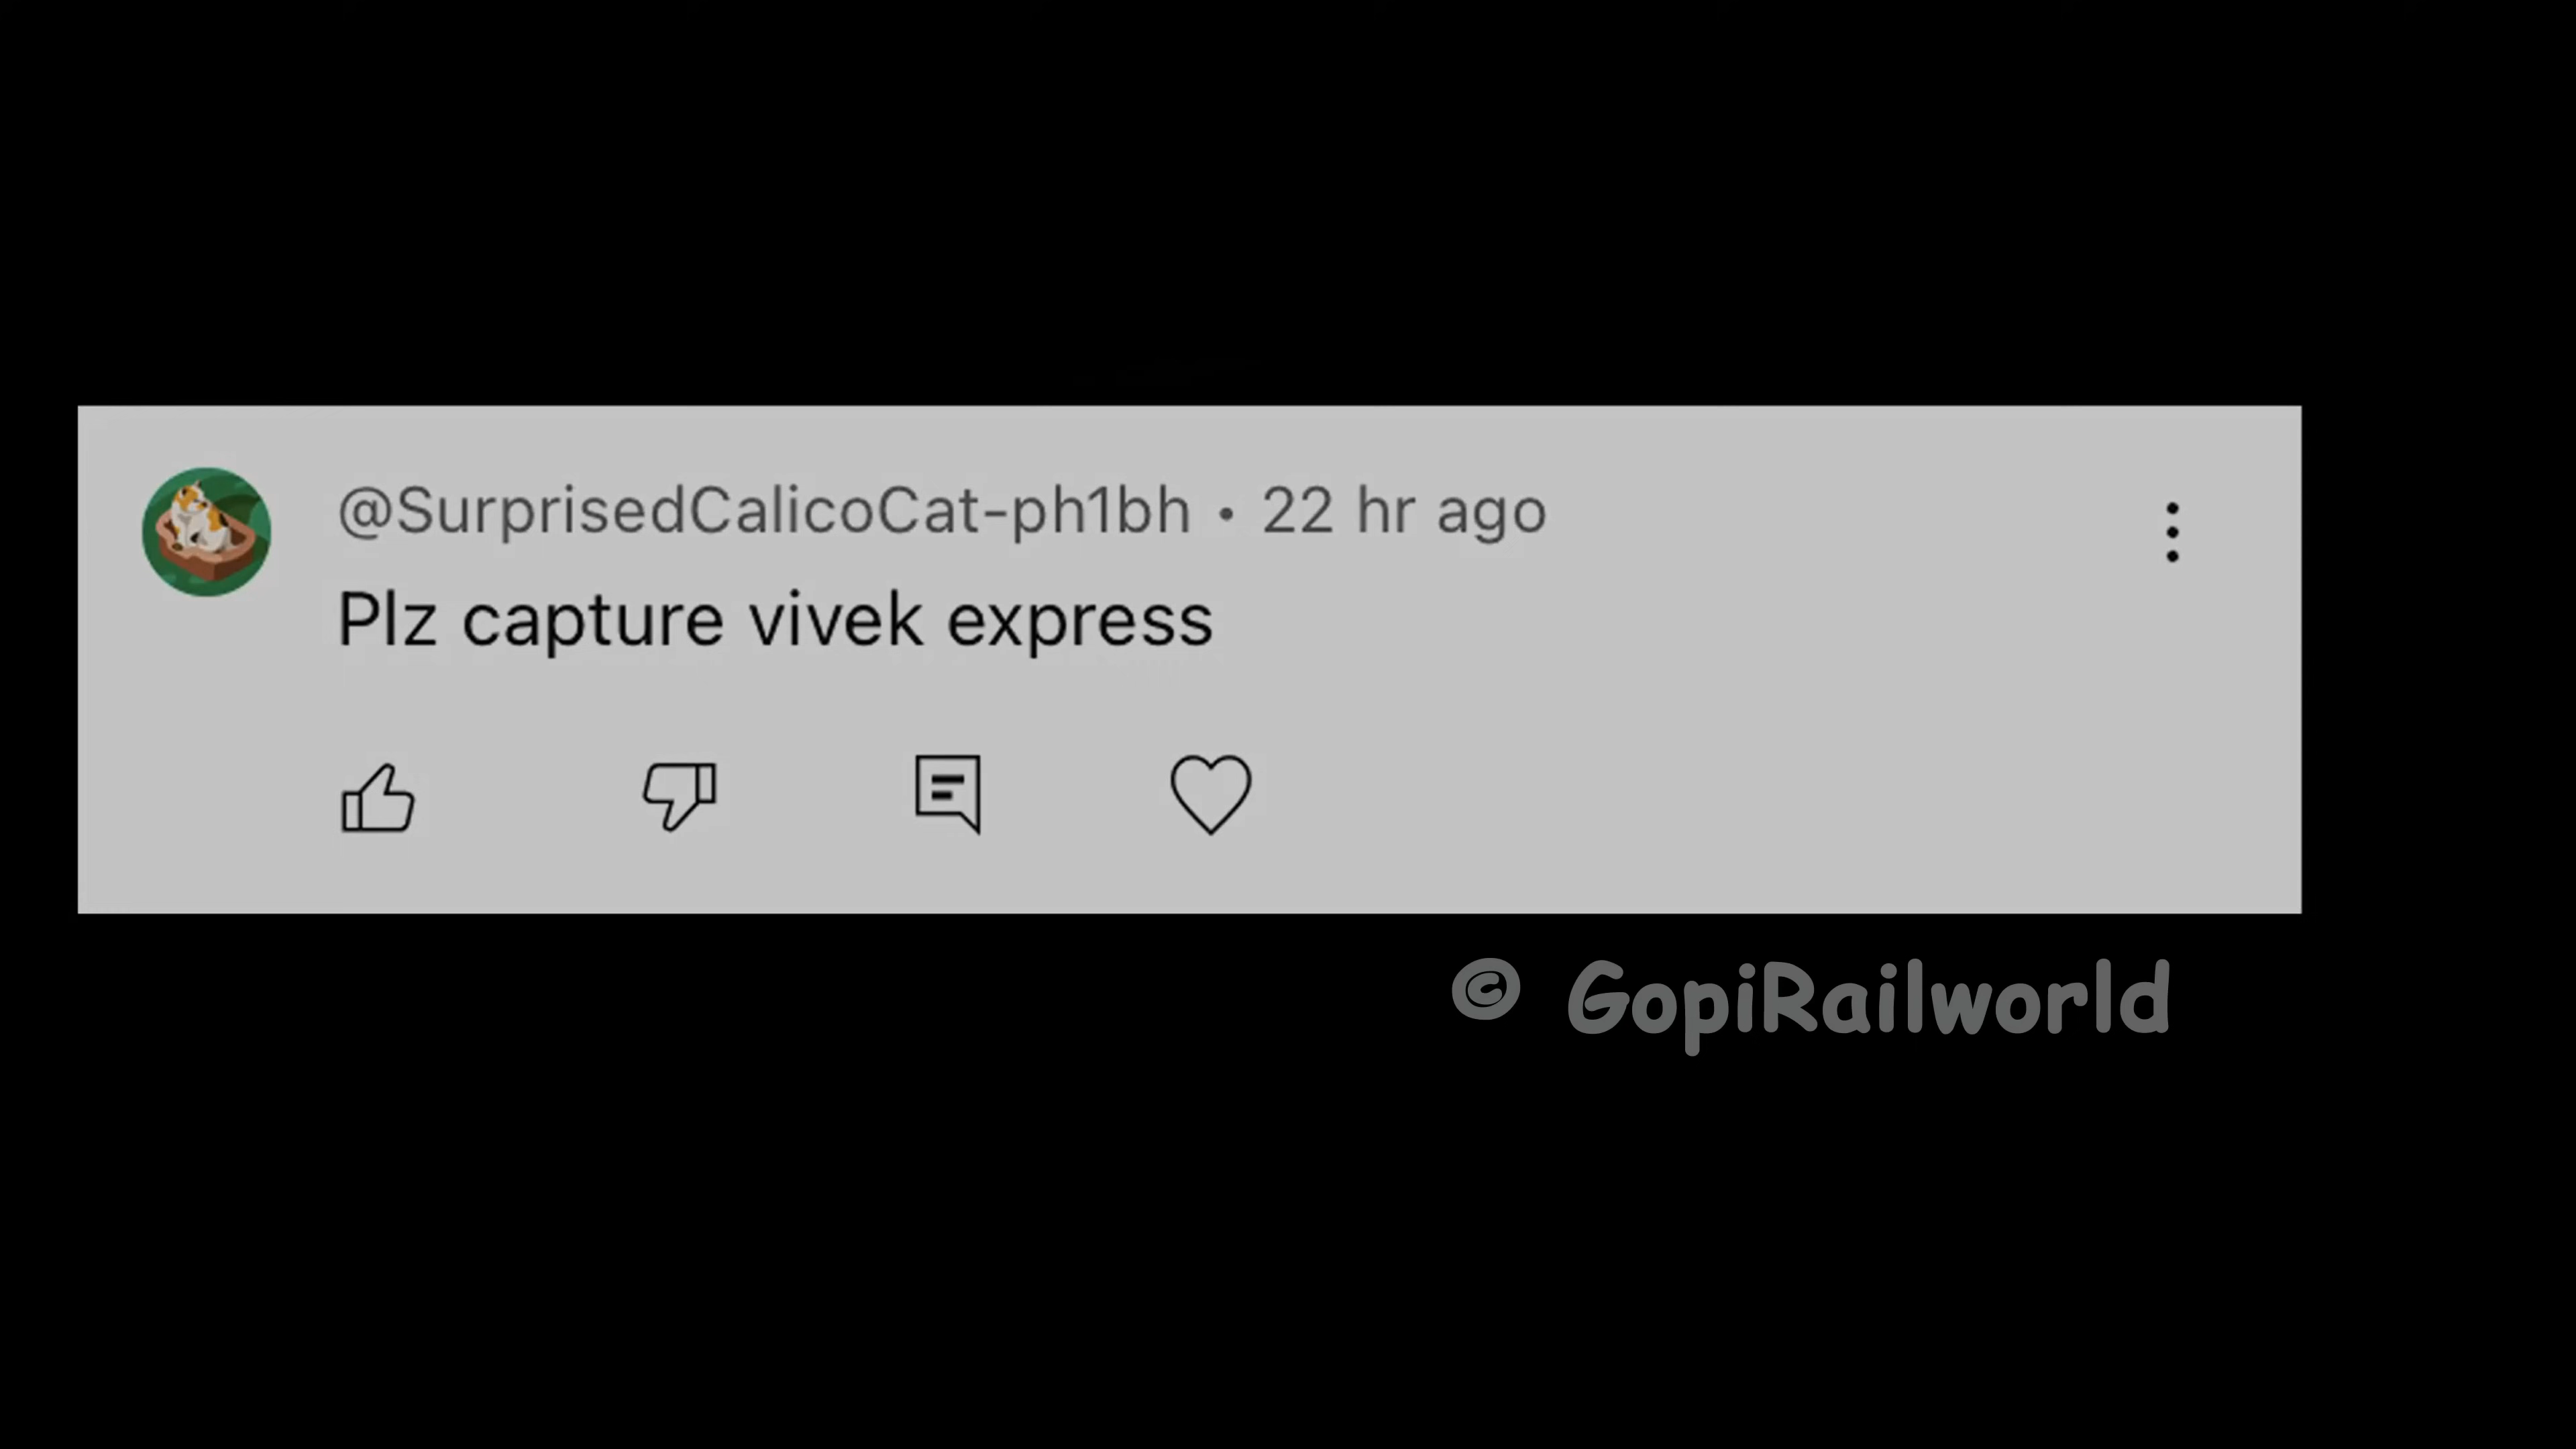 @SurprisedCalicoCat-ph1bh • 22 hr ago
Plz capture vivek express
© GopiRailworld